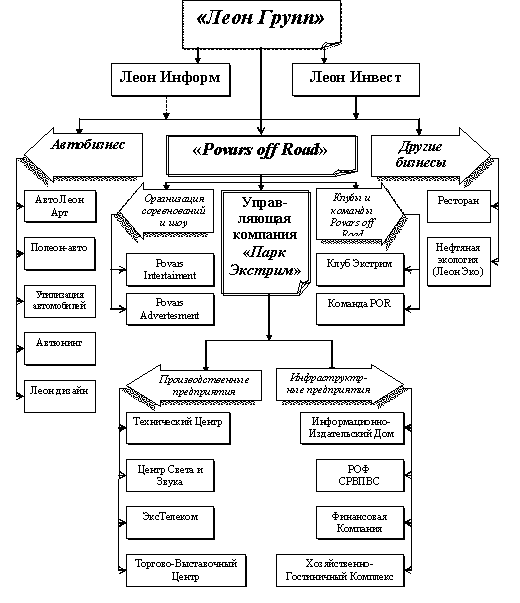 «Леон Групп»
Леон Информ
Леон Инвест
Автобизнес
«Povars off Road»
Другие
бизнесы
АвтоЛеон
Арт
Полеон-авто
Утилизация
автомобилей
Автюнинг
Леон дизайн
Организация
соревнований
и шоу
Povars
Intertaiment
Povars
Advertesment
Управ-
ляющая
компания
«Парк
Экстрим»
Клубы и
команды
Povars off
Road
Клуб Экстрим
Команда POR
Ресторан
Нефтяная
экология
(Леон Эко)
Производственные
предприятия
Технический Центр
Центр Света и
Звука
ЭксТелеком
Торгово-Выставочный
Центр
Инфраструктр-
ные предприятия
Информационно-
Издательский Дом
РОФ
СРВПВС
Финансовая
Компания
Хозяйственно-
Гостиничный Комплекс